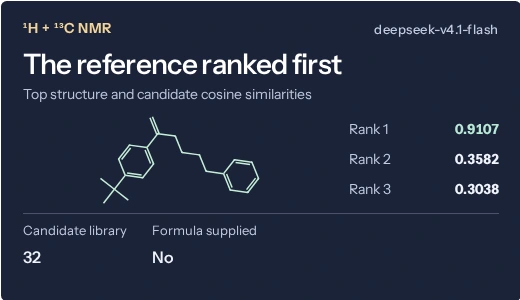 ¹H + ¹³C NMR
deepseek-v4.1-flash
The reference ranked first
Top structure and candidate cosine similarities
Rank 1 0.9107
Rank 2 0.3582
Rank 3 0.3038
Candidate library Formula supplied
32 No